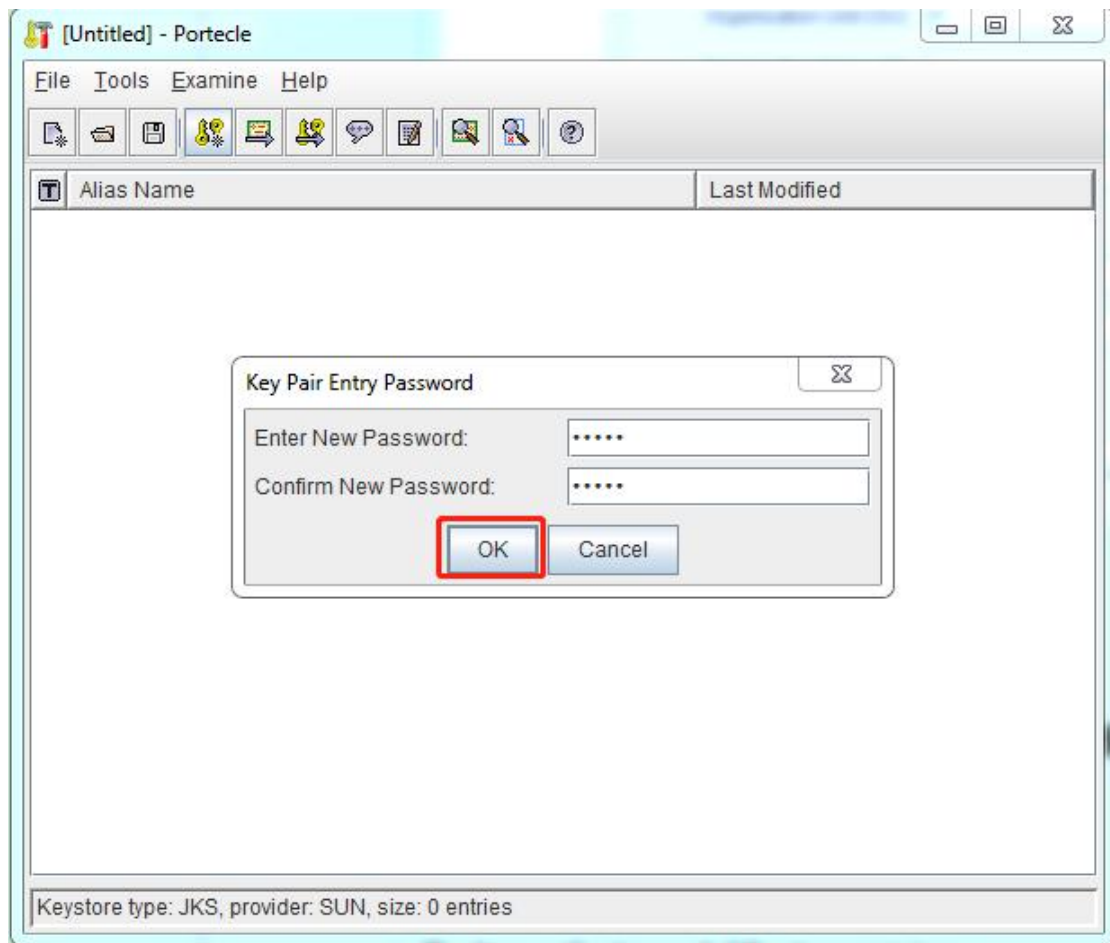 [Untitled] - Portecle
File Tools Examine Help
T Alias Name Last Modified
Key Pair Entry Password
Enter New Password: •••••
Confirm New Password: •••••
OK Cancel
Keystore type: JKS, provider: SUN, size: 0 entries